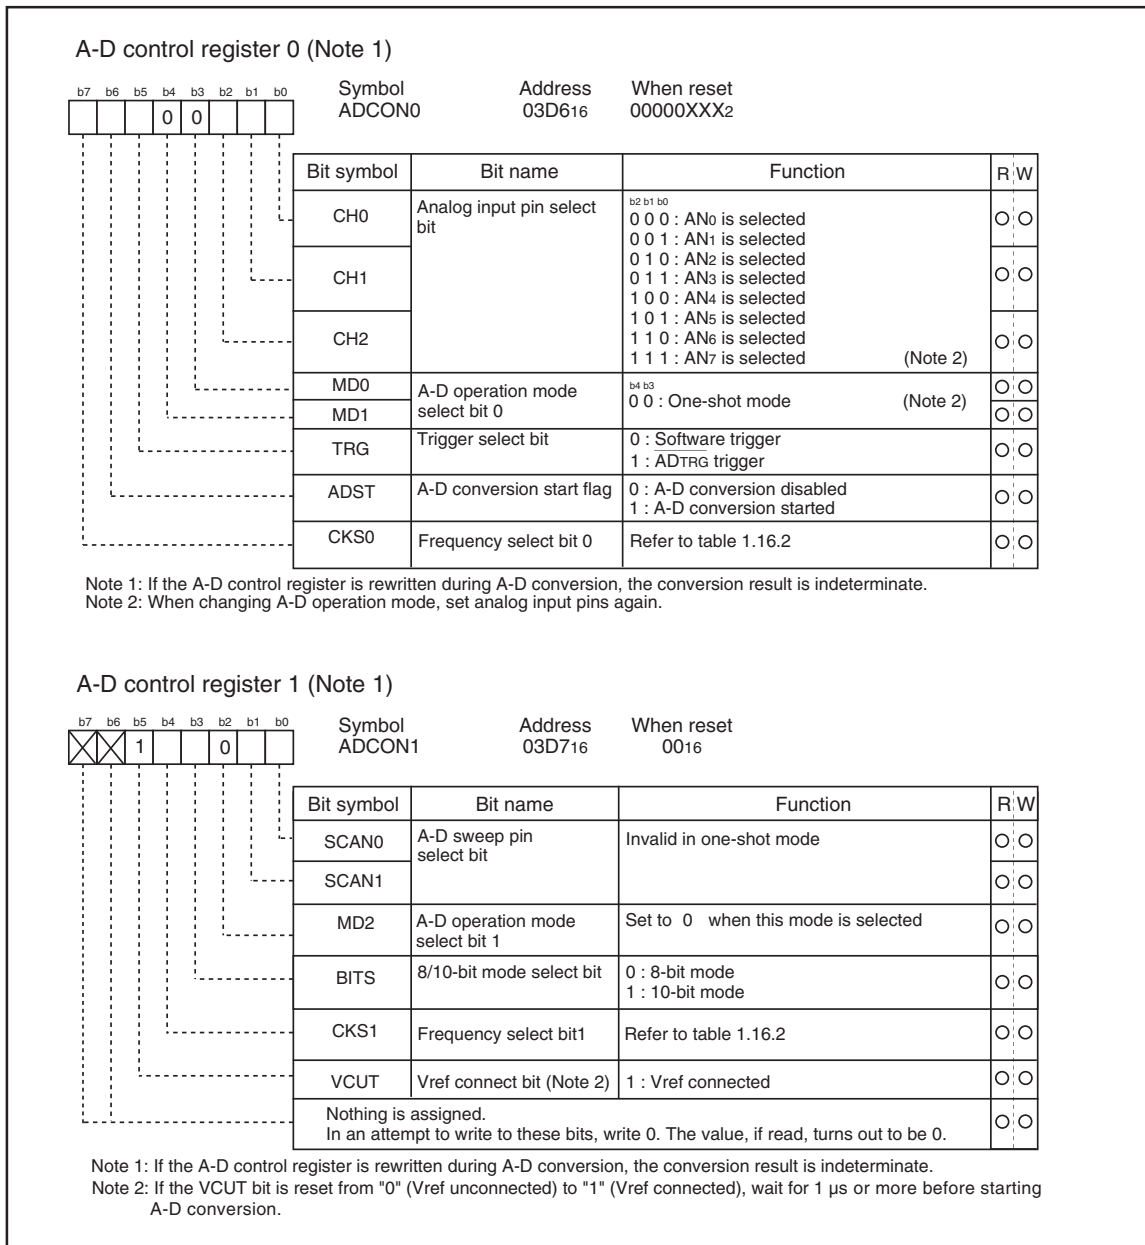 A-D control register 0 (Note 1)
b7 b6 b5 b4 b3 b2 b1 b0
0 0
Symbol Address When reset
ADCON0 03D616 00000XXX2
Bit symbol Bit name Function R W
CH0 Analog input pin select bit
b2 b1 b0
0 0 0 : AN0 is selected
0 0 1 : AN1 is selected
0 1 0 : AN2 is selected
CH1
0 1 1 : AN3 is selected
1 0 0 : AN4 is selected
1 0 1 : AN5 is selected
CH2
1 1 0 : AN6 is selected
1 1 1 : AN7 is selected (Note 2)
MD0 A-D operation mode select bit 0
b4 b3
0 0 : One-shot mode (Note 2)
MD1
TRG Trigger select bit 0 : Software trigger
1 : ADTRG trigger
ADST A-D conversion start flag 0 : A-D conversion disabled
1 : A-D conversion started
CKS0 Frequency select bit 0 Refer to table 1.16.2
Note 1: If the A-D control register is rewritten during A-D conversion, the conversion result is indeterminate.
Note 2: When changing A-D operation mode, set analog input pins again.
A-D control register 1 (Note 1)
b7 b6 b5 b4 b3 b2 b1 b0
1 0
Symbol Address When reset
ADCON1 03D716 0016
Bit symbol Bit name Function R W
SCAN0 A-D sweep pin select bit Invalid in one-shot mode
SCAN1
MD2 A-D operation mode select bit 1 Set to 0 when this mode is selected
BITS 8/10-bit mode select bit 0 : 8-bit mode
1 : 10-bit mode
CKS1 Frequency select bit1 Refer to table 1.16.2
VCUT Vref connect bit (Note 2) 1 : Vref connected
Nothing is assigned.
In an attempt to write to these bits, write 0. The value, if read, turns out to be 0.
Note 1: If the A-D control register is rewritten during A-D conversion, the conversion result is indeterminate.
Note 2: If the VCUT bit is reset from "0" (Vref unconnected) to "1" (Vref connected), wait for 1 µs or more before starting
A-D conversion.